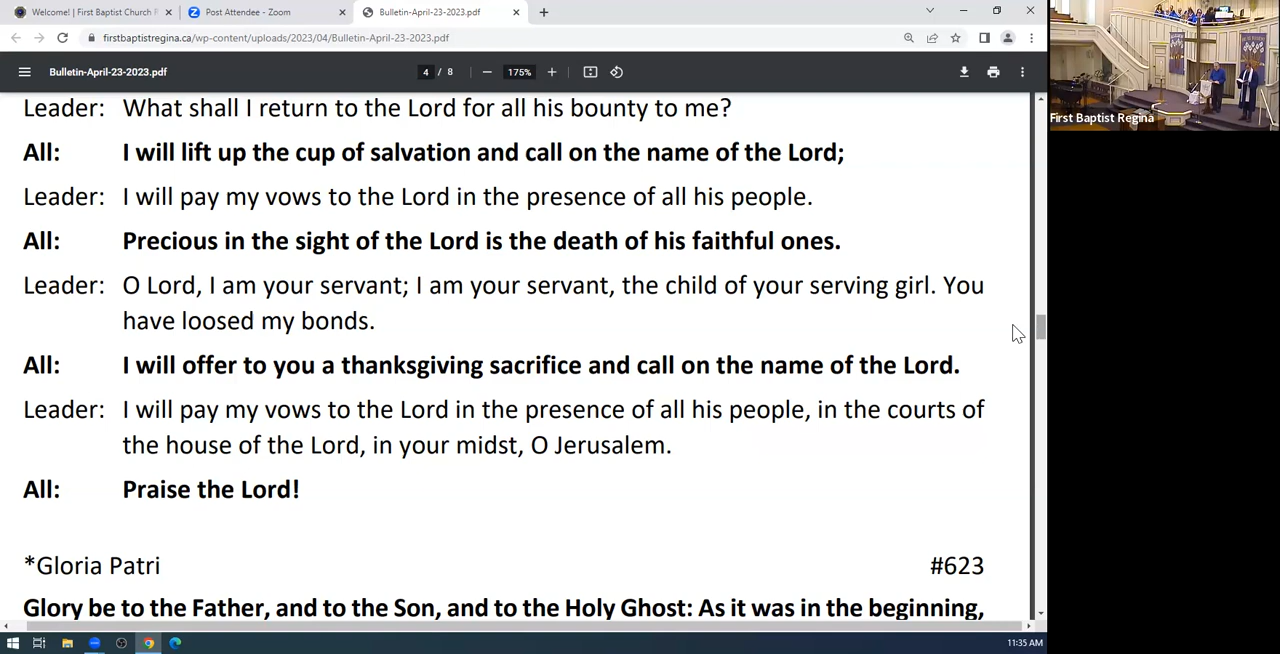 Welcome! | First Baptist Church
Post Attendee - Zoom
Bulletin-April-23-2023.pdf
firstbaptistregina.ca/wp-content/uploads/2023/04/Bulletin-April-23-2023.pdf
Bulletin-April-23-2023.pdf
4 / 8
175%
First Baptist Regina
Leader: What shall I return to the Lord for all his bounty to me?
All: I will lift up the cup of salvation and call on the name of the Lord;
Leader: I will pay my vows to the Lord in the presence of all his people.
All: Precious in the sight of the Lord is the death of his faithful ones.
Leader: O Lord, I am your servant; I am your servant, the child of your serving girl. You
have loosed my bonds.
All: I will offer to you a thanksgiving sacrifice and call on the name of the Lord.
Leader: I will pay my vows to the Lord in the presence of all his people, in the courts of
the house of the Lord, in your midst, O Jerusalem.
All: Praise the Lord!
*Gloria Patri #623
Glory be to the Father, and to the Son, and to the Holy Ghost: As it was in the beginning,
11:35 AM